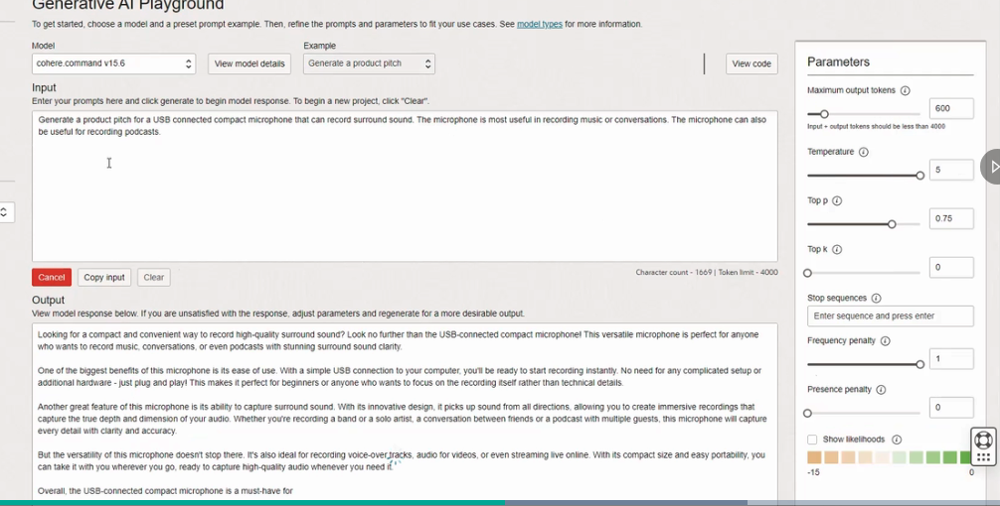 Generative AI Playground
To get started, choose a model and a preset prompt example. Then, refine the prompts and parameters to fit your use cases. See model types for more information.
Model
Example
cohere.command v15.6
View model details
Generate a product pitch
View code
Input
Enter your prompts here and click generate to begin model response. To begin a new project, click "Clear".
Generate a product pitch for a USB connected compact microphone that can record surround sound. The microphone is most useful in recording music or conversations. The microphone can also
be useful for recording podcasts.
Cancel
Copy input
Clear
Character count - 1669 | Token limit - 4000
Output
View model response below. If you are unsatisfied with the response, adjust parameters and regenerate for a more desirable output.
Looking for a compact and convenient way to record high-quality surround sound? Look no further than the USB-connected compact microphone! This versatile microphone is perfect for anyone
who wants to record music, conversations, or even podcasts with stunning surround sound clarity.
One of the biggest benefits of this microphone is its ease of use. With a simple USB connection to your computer, you'll be ready to start recording instantly. No need for any complicated setup or
additional hardware - just plug and play! This makes it perfect for beginners or anyone who wants to focus on the recording itself rather than technical details.
Another great feature of this microphone is its ability to capture surround sound. With its innovative design, it picks up sound from all directions, allowing you to create immersive recordings that
capture the true depth and dimension of your audio. Whether you're recording a band or a solo artist, a conversation between friends or a podcast with multiple guests, this microphone will capture
every detail with clarity and accuracy.
But the versatility of this microphone doesn't stop there. It's also ideal for recording voice-over tracks, audio for videos, or even streaming live online. With its compact size and easy portability, you
can take it with you wherever you go, ready to capture high-quality audio whenever you need it.
Overall, the USB-connected compact microphone is a must-have for
Parameters
Maximum output tokens
600
Input + output tokens should be less than 4000
Temperature
5
Top p
0.75
Top k
0
Stop sequences
Enter sequence and press enter
Frequency penalty
1
Presence penalty
0
Show likelihoods
-15
0